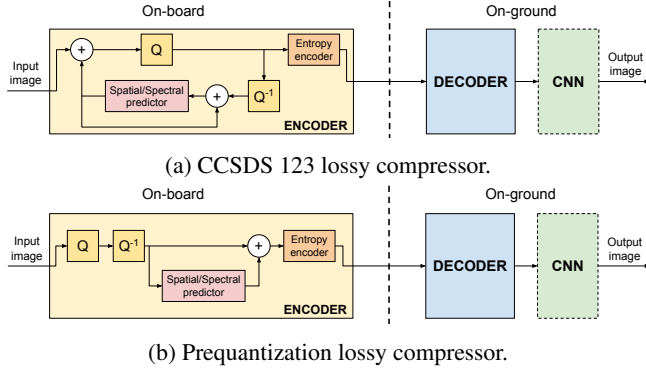 On-board
On-ground
Input
image
+
Q
Entropy
encoder
Spatial/Spectral
predictor
+
Q-1
ENCODER
DECODER
CNN
Output
image
(a) CCSDS 123 lossy compressor.
On-board
On-ground
Input
image
Q
Q-1
+
Entropy
encoder
Spatial/Spectral
predictor
ENCODER
DECODER
CNN
Output
image
(b) Prequantization lossy compressor.